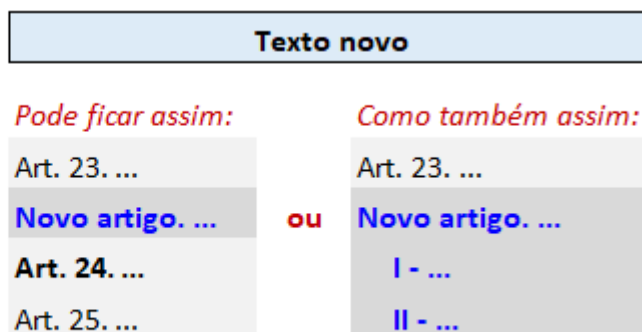 Texto novo
Pode ficar assim:
Art. 23. ...
Novo artigo. ...
Art. 24. ...
Art. 25. ...
ou
Como também assim:
Art. 23. ...
Novo artigo. ...
I - ...
II - ...